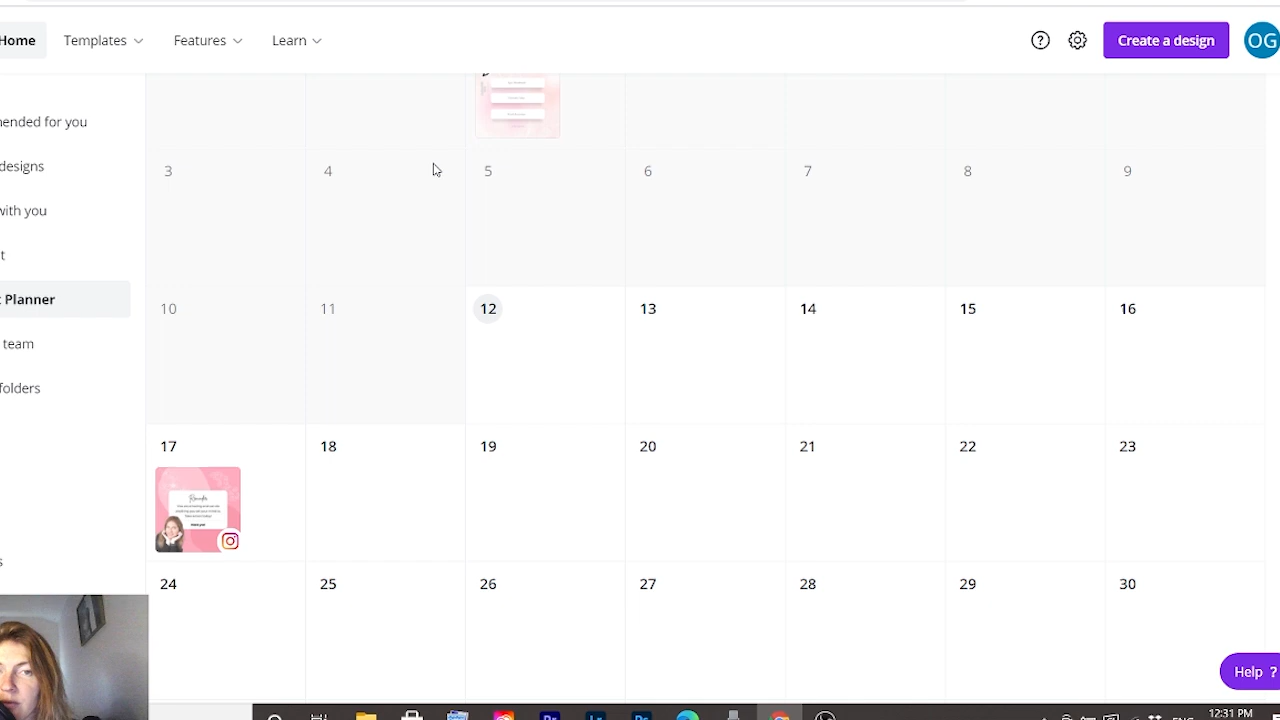 Home Templates Features Learn ? Create a design OG
ended for you
designs
with you
t
t Planner
team
folders
s
3 4 5 6 7 8 9
10 11 12 13 14 15 16
17 18 19 20 21 22 23
Reminder
24 25 26 27 28 29 30
Help ?
12:31 PM